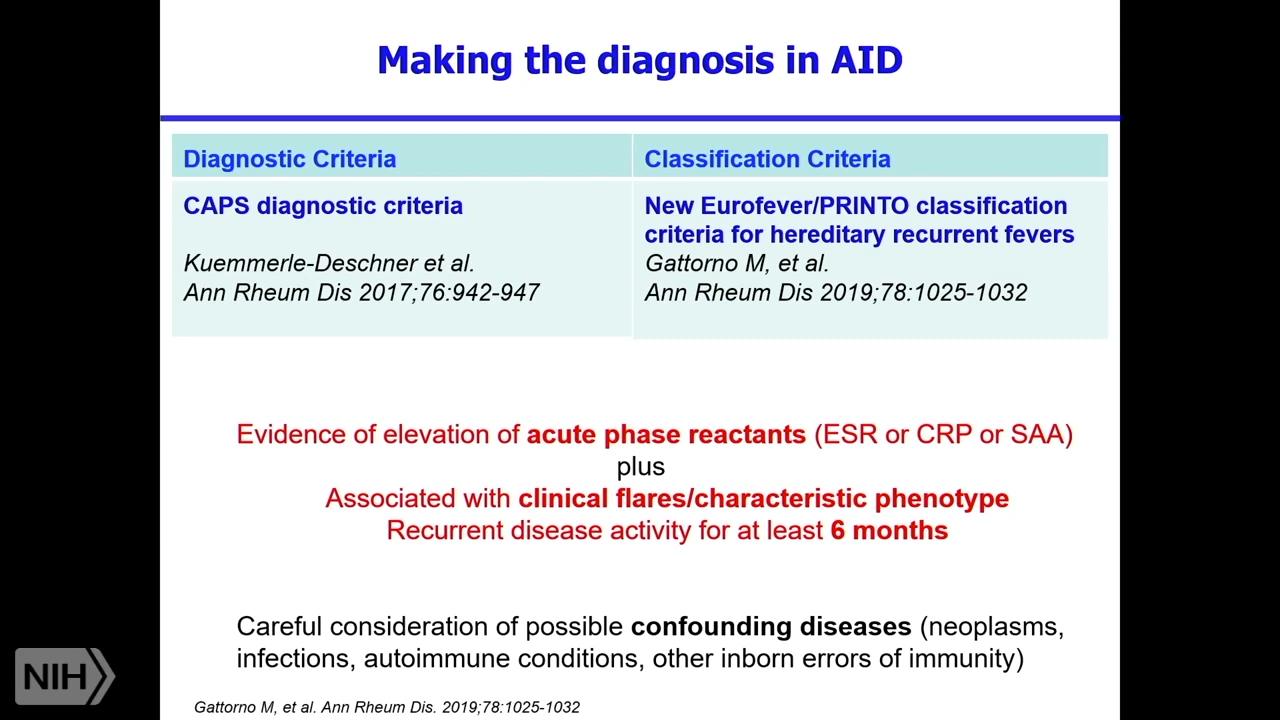 Making the diagnosis in AID
Diagnostic Criteria
Classification Criteria
CAPS diagnostic criteria
Kuemmerle-Deschner et al.
Ann Rheum Dis 2017;76:942-947
New Eurofever/PRINTO classification
criteria for hereditary recurrent fevers
Gattorno M, et al.
Ann Rheum Dis 2019;78:1025-1032
Evidence of elevation of acute phase reactants (ESR or CRP or SAA)
plus
Associated with clinical flares/characteristic phenotype
Recurrent disease activity for at least 6 months
Careful consideration of possible confounding diseases (neoplasms,
infections, autoimmune conditions, other inborn errors of immunity)
NIH
Gattorno M, et al. Ann Rheum Dis. 2019;78:1025-1032